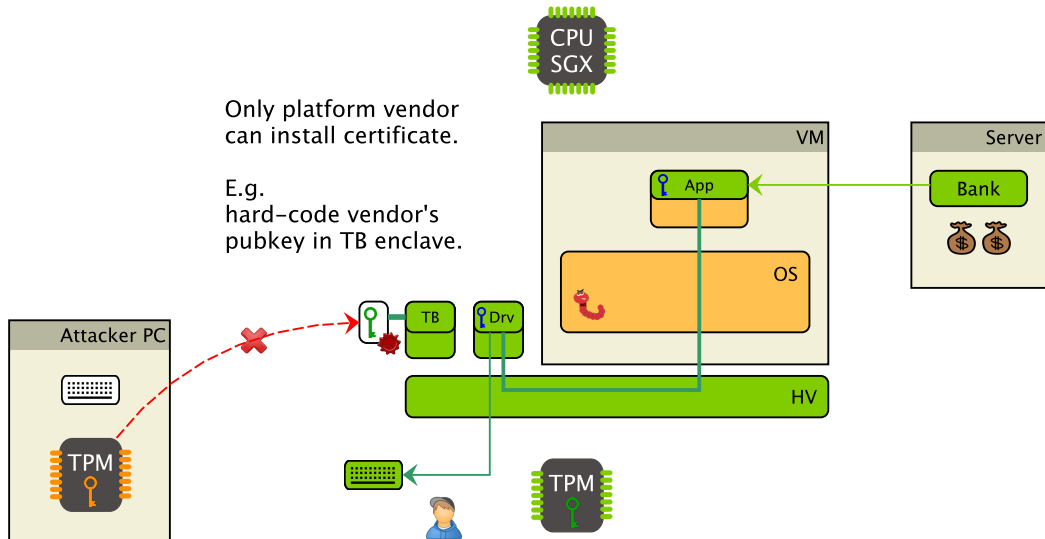 CPU
SGX
Only platform vendor
can install certificate.
E.g.
hard-code vendor's
pubkey in TB enclave.
VM
Server
App
Bank
OS
Attacker PC
TB
Drv
HV
TPM
TPM